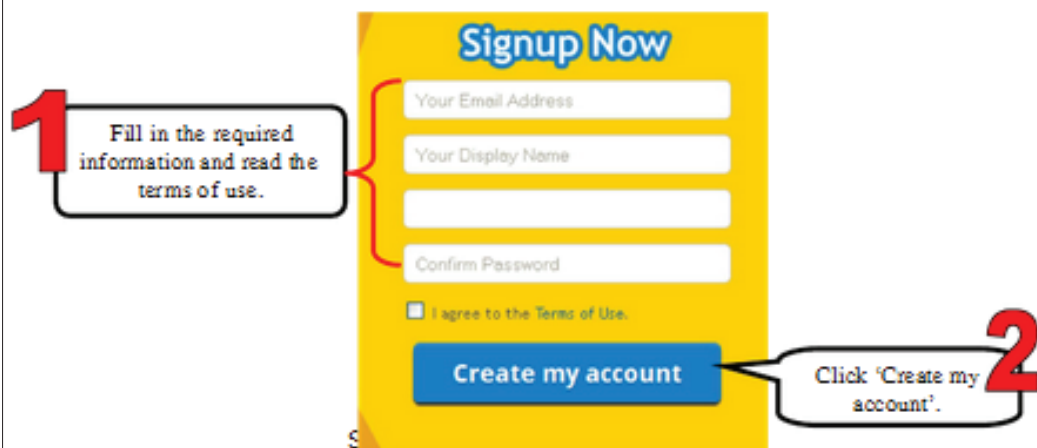 Signup Now
Your Email Address
1
Fill in the required
information and read the
terms of use.
Your Display Name
Confirm Password
I agree to the Terms of Use.
Create my account
2
Click ‘Create my
account’.
S